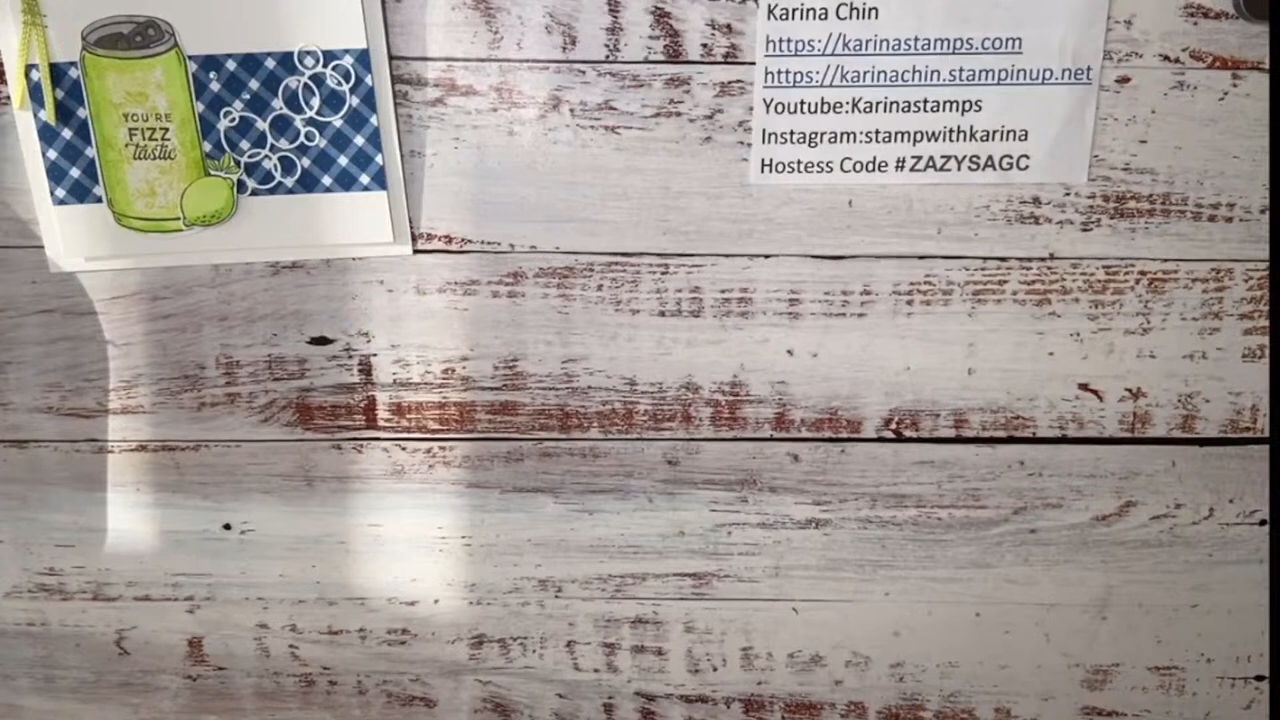 YOU'RE
FIZZ
tastic
Karina Chin
https://karinastamps.com
https://karinachin.stampinup.net
Youtube:Karinastamps
Instagram:stampwithkarina
Hostess Code #ZAZYSAGC